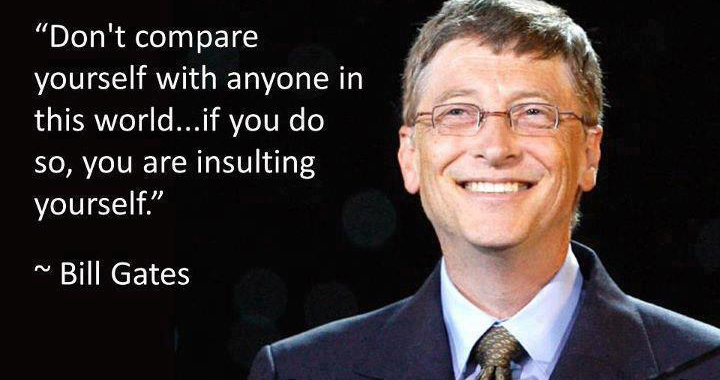 “Don't compare
yourself with anyone in
this world...if you do
so, you are insulting
yourself.”
~ Bill Gates